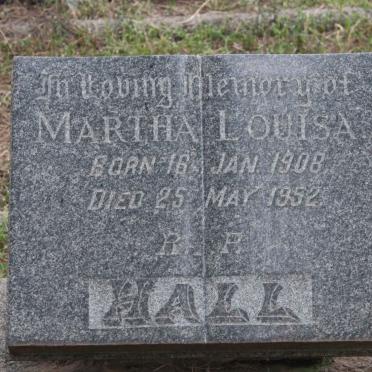 In Loving Memory of
MARTHA LOUISA
BORN 16 JAN. 1908
DIED 25 MAY 1952
R. P.
HALL